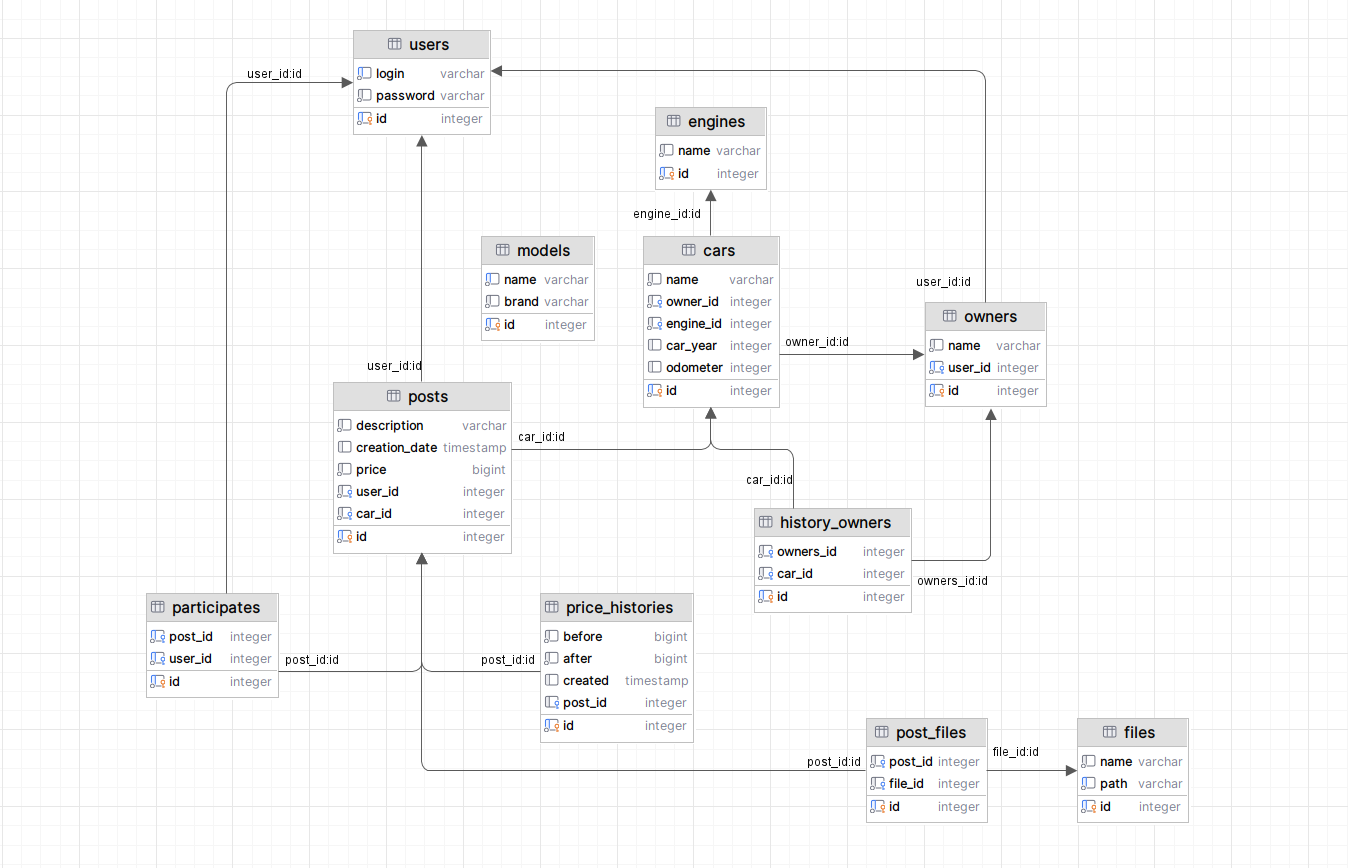 users
login varchar
password varchar
id integer
user_id:id
engines
name varchar
id integer
engine_id:id
models
name varchar
brand varchar
id integer
cars
name varchar
owner_id integer
engine_id integer
car_year integer
odometer integer
id integer
user_id:id
owners
name varchar
user_id integer
id integer
owner_id:id
user_id:id
posts
description varchar
creation_date timestamp
price bigint
user_id integer
car_id integer
id integer
car_id:id
car_id:id
history_owners
owners_id integer
car_id integer
id integer
owners_id:id
participates
post_id integer
user_id integer
id integer
post_id:id
post_id:id
price_histories
before bigint
after bigint
created timestamp
post_id integer
id integer
post_files
post_id integer
file_id integer
id integer
post_id:id
file_id:id
files
name varchar
path varchar
id integer